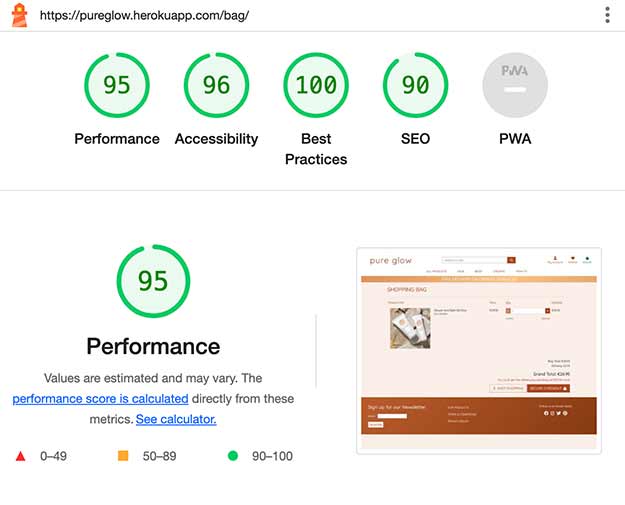 https://pureglow.herokuapp.com/bag/
95
96
100
90
PWA
Performance
Accessibility
Best
Practices
SEO
PWA
95
Performance
Values are estimated and may vary. The
performance score is calculated directly from these
metrics. See calculator.
0–49
50–89
90–100
pure glow
SHOPPING BAG
Grand Total
Sign up for our Newsletter